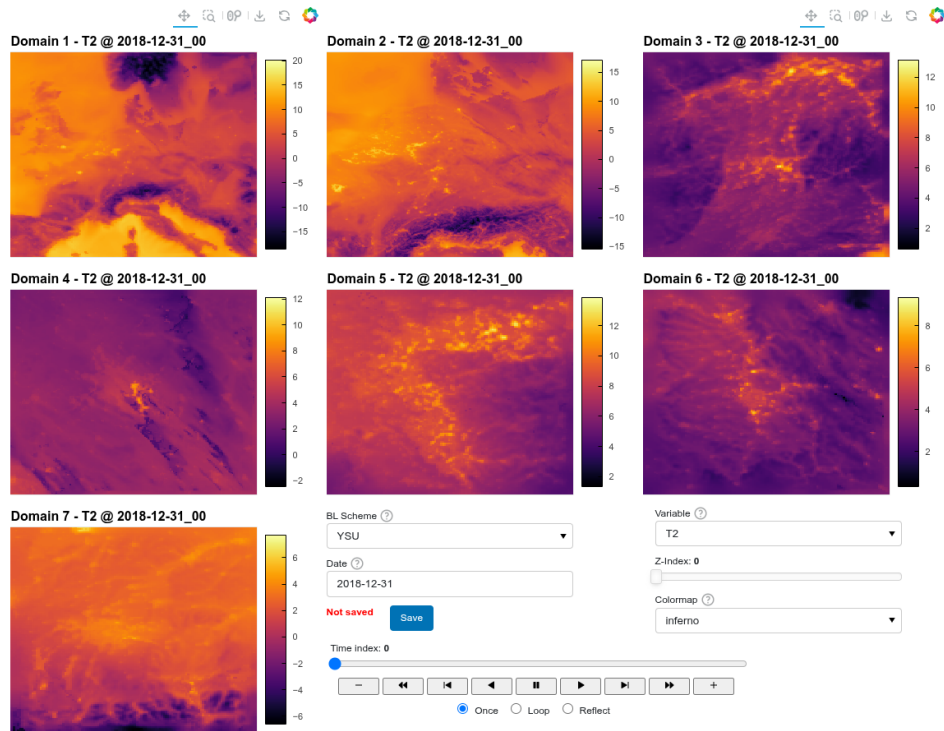 Domain 1 - T2 @ 2018-12-31_00
20
15
10
5
0
−5
−10
−15
Domain 2 - T2 @ 2018-12-31_00
15
10
5
0
−5
−10
−15
Domain 3 - T2 @ 2018-12-31_00
12
10
8
6
4
2
Domain 4 - T2 @ 2018-12-31_00
12
10
8
6
4
2
0
−2
Domain 5 - T2 @ 2018-12-31_00
12
10
8
6
4
2
Domain 6 - T2 @ 2018-12-31_00
8
6
4
2
Domain 7 - T2 @ 2018-12-31_00
6
4
2
0
−2
−4
−6
BL Scheme ?
YSU
Date ?
2018-12-31
Not saved Save
Variable ?
T2
Z-Index: 0
Colormap ?
inferno
Time index: 0
Once Loop Reflect